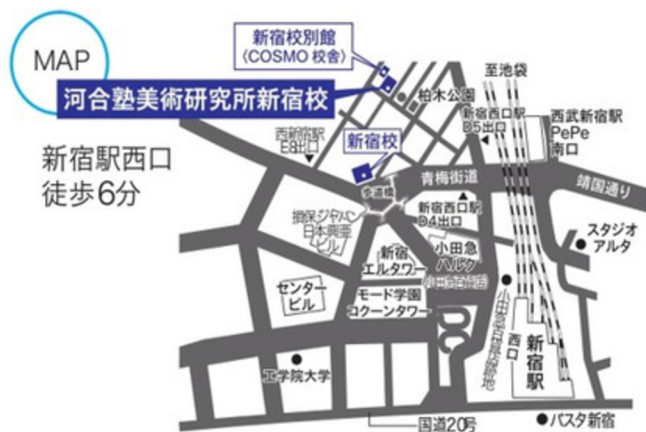 MAP
新宿校別館
〈COSMO 校舎〉
河合塾美術研究所新宿校
新宿駅西口
徒歩6分
至池袋
柏木公園
新宿西口駅
D5出口
西武新宿駅
PePe
南口
西新宿駅
E8出口
新宿校
青梅街道
靖国通り
歩道橋
新宿西口駅
D4出口
スタジオ
アルタ
損保ジャパン
日本興亜
ビル
新宿
エルタワー
小田急
ハルク
センター
ビル
モード学園
コクーンタワー
西口
新宿駅
工学院大学
国道20号
バスタ新宿